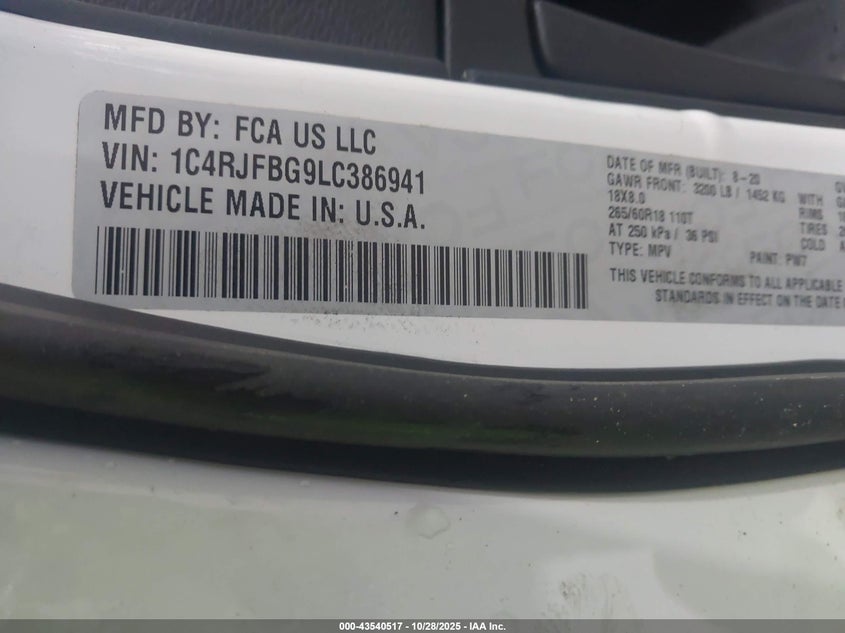 MFD BY: FCA US LLC
VIN: 1C4RJFBG9LC386941
VEHICLE MADE IN: U.S.A.
DATE OF MFR (BUILT): 8-20
GAWR FRONT: 3200 LB / 1452 KG WITH
18X8.0 RIMS
265/60R18 110T TIRES
AT 250 kPa / 36 PSI COLD
TYPE: MPV PAINT: PW7
THIS VEHICLE CONFORMS TO ALL APPLICABLE
STANDARDS IN EFFECT ON THE DATE
000-43540517 - 10/28/2025 - IAA Inc.